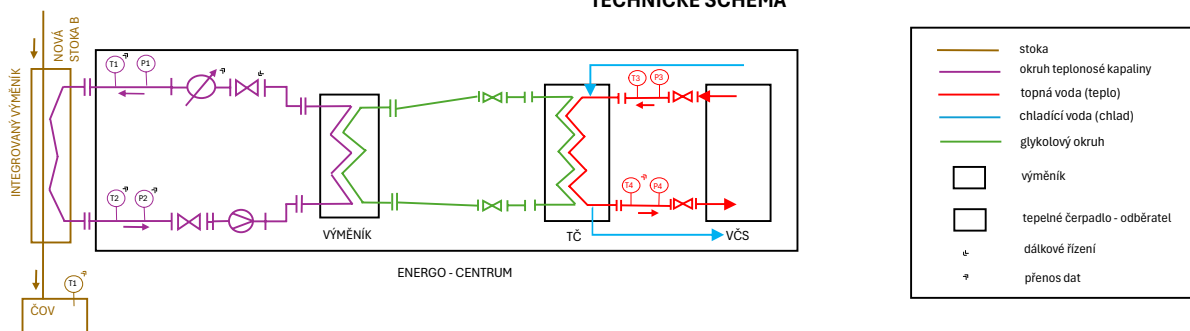 TECHNICKÉ SCHÉMA
NOVÁ
STOKA B
INTEGROVANÝ VÝMĚNÍK
T1
P1
T2
P2
VÝMĚNÍK
T3
P3
T4
P4
TČ
VČS
ENERGO - CENTRUM
T1
ČOV
stoka
okruh teplonosé kapaliny
topná voda (teplo)
chladící voda (chlad)
glykolový okruh
výměník
tepelné čerpadlo - odběratel
dálkové řízení
přenos dat